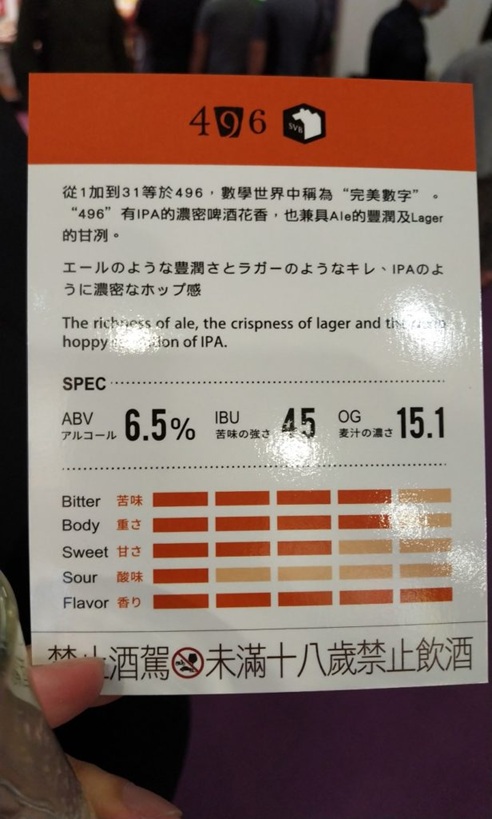 496 SVB
從1加到31等於496，數學世界中稱為“完美數字”。
“496”有IPA的濃密啤酒花香，也兼具Ale的豐潤及Lager
的甘冽。
エールのような豊潤さとラガーのようなキレ、IPAのよ
うに濃密なホップ感
The richness of ale, the crispness of lager and the
hoppy of IPA.
SPEC
ABV アルコール 6.5% IBU 苦味の強さ 45 OG 麦汁の濃さ 15.1
Bitter 苦味
Body 重さ
Sweet 甘さ
Sour 酸味
Flavor 香り
禁止酒駕 未滿十八歲禁止飲酒